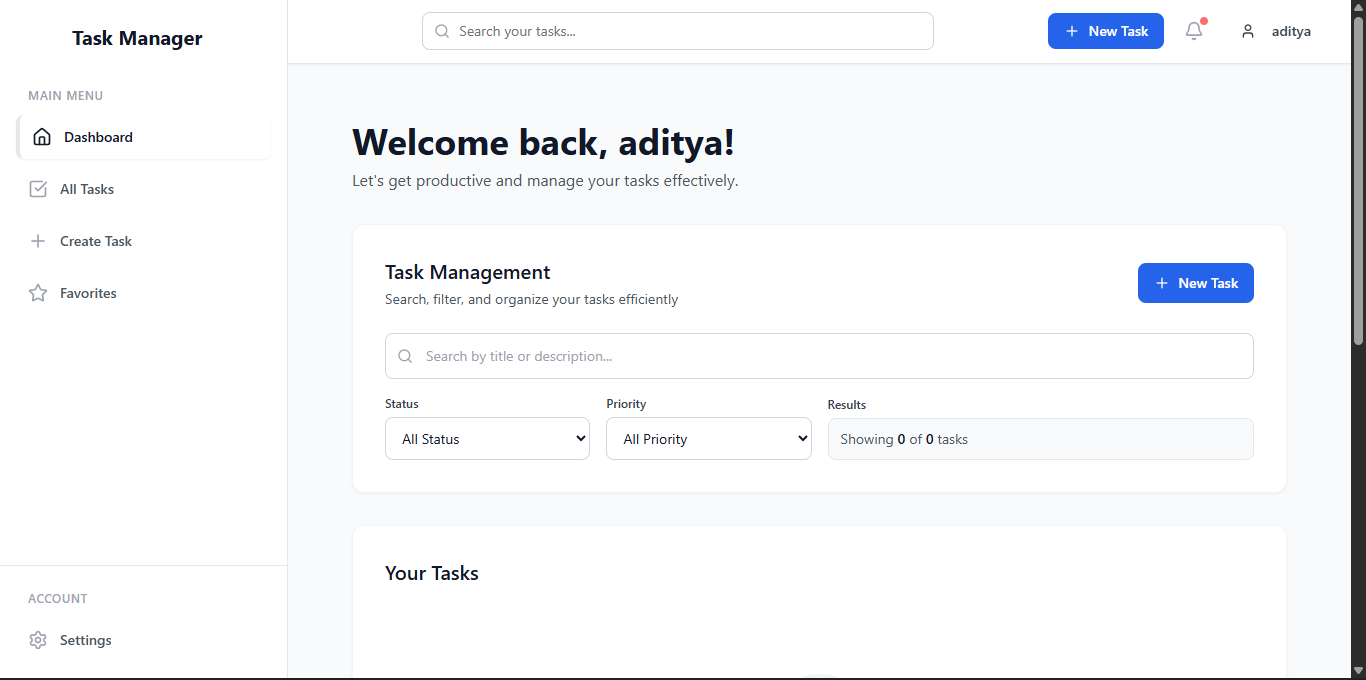 Task Manager
MAIN MENU
Dashboard
All Tasks
Create Task
Favorites
ACCOUNT
Settings
Search your tasks...
New Task
aditya
Welcome back, aditya!
Let's get productive and manage your tasks effectively.
Task Management
Search, filter, and organize your tasks efficiently
New Task
Search by title or description...
Status
Priority
Results
All Status
All Priority
Showing 0 of 0 tasks
Your Tasks